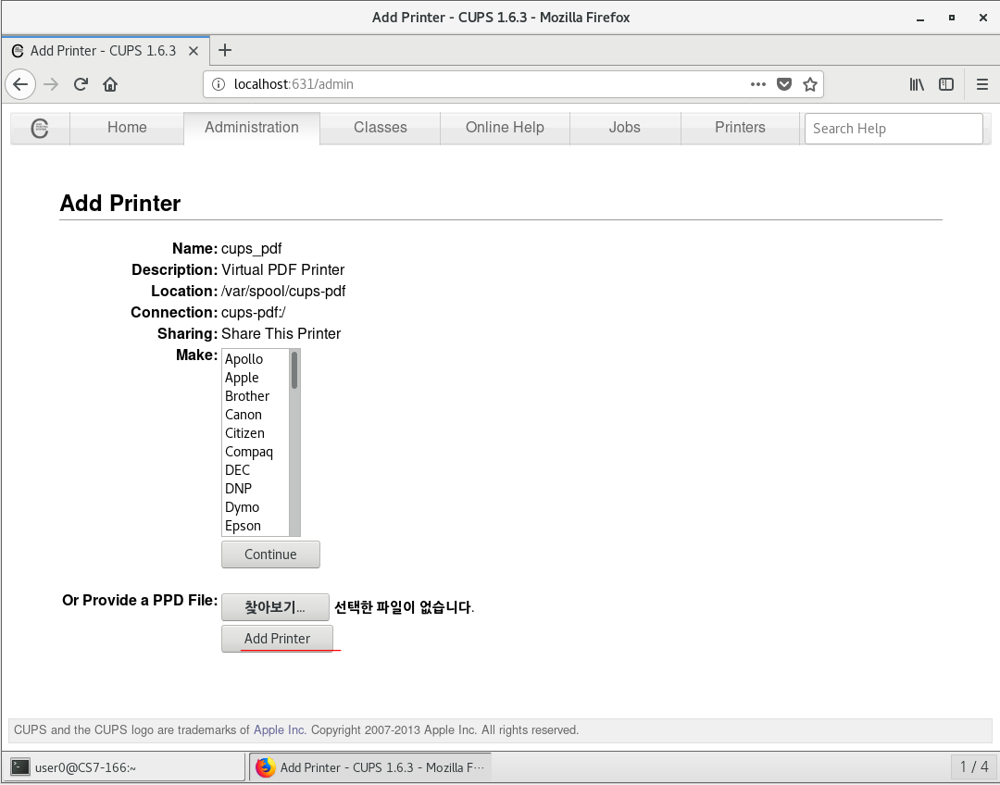 Add Printer - CUPS 1.6.3 - Mozilla Firefox
Add Printer - CUPS 1.6.3
localhost:631/admin
Home Administration Classes Online Help Jobs Printers Search Help
Add Printer
Name: cups_pdf
Description: Virtual PDF Printer
Location: /var/spool/cups-pdf
Connection: cups-pdf:/
Sharing: Share This Printer
Make:
Apollo
Apple
Brother
Canon
Citizen
Compaq
DEC
DNP
Dymo
Epson
Continue
Or Provide a PPD File: 찾아보기... 선택한 파일이 없습니다.
Add Printer
CUPS and the CUPS logo are trademarks of Apple Inc. Copyright 2007-2013 Apple Inc. All rights reserved.
user0@CS7-166:~ Add Printer - CUPS 1.6.3 - Mozilla F··· 1 / 4